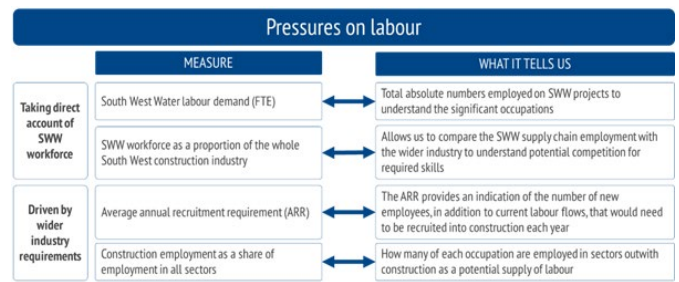 Pressures on labour
MEASURE
WHAT IT TELLS US
Taking direct
account of
SWW
workforce
South West Water labour demand (FTE)
Total absolute numbers employed on SWW projects to
understand the significant occupations
SWW workforce as a proportion of the whole
South West construction industry
Allows us to compare the SWW supply chain employment with
the wider industry to understand potential competition for
required skills
Driven by
wider
industry
requirements
Average annual recruitment requirement (ARR)
The ARR provides an indication of the number of new
employees, in addition to current labour flows, that would need
to be recruited into construction each year
Construction employment as a share of
employment in all sectors
How many of each occupation are employed in sectors outwith
construction as a potential supply of labour